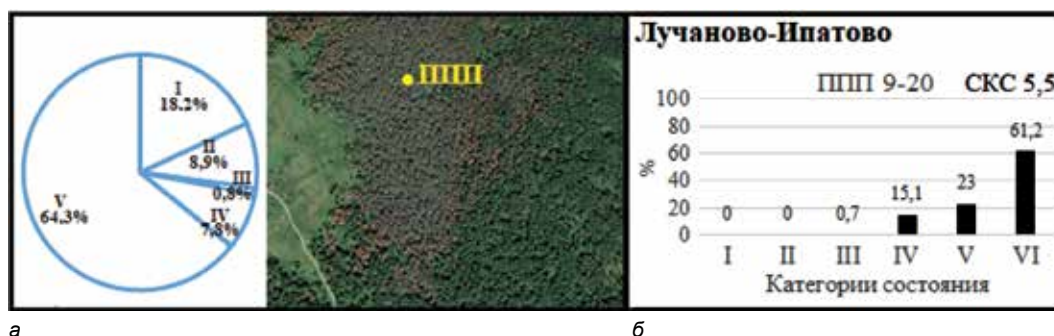 I
18.2%
II
8,9%
III
0,8%
IV
7,8%
V
64.3%
ППП
Лучаново-Ипатово
ППП 9-20 СКС 5,5
%
100
80
60
40
20
0
0 0 0,7 15,1 23 61,2
I II III IV V VI
Категории состояния
а б